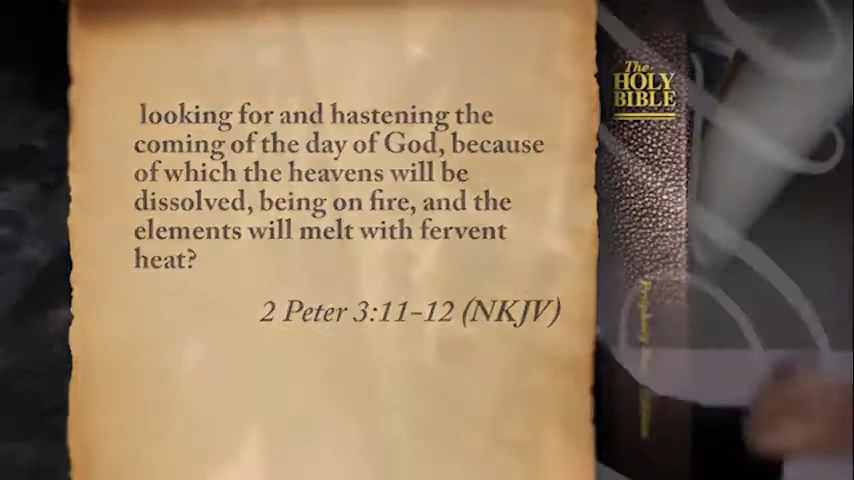 looking for and hastening the
coming of the day of God, because
of which the heavens will be
dissolved, being on fire, and the
elements will melt with fervent
heat?
2 Peter 3:11-12 (NKJV)
The
HOLY
BIBLE
Prophecy